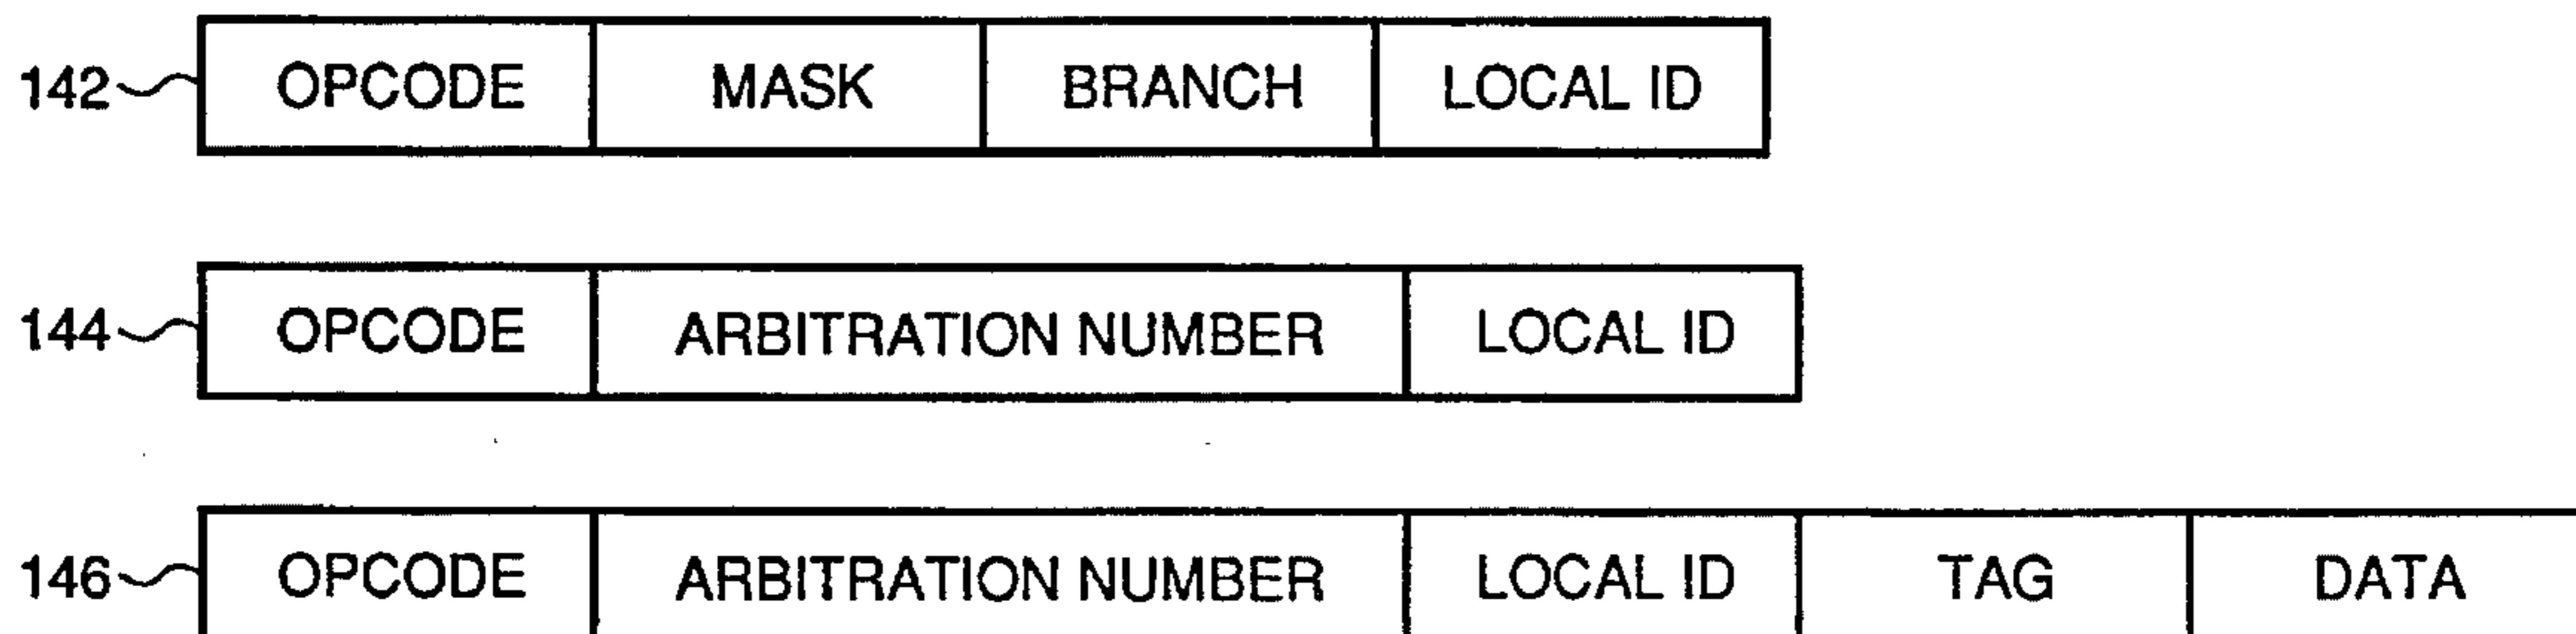 142 OPCODE MASK BRANCH LOCAL ID
144 OPCODE ARBITRATION NUMBER LOCAL ID
146 OPCODE ARBITRATION NUMBER LOCAL ID TAG DATA